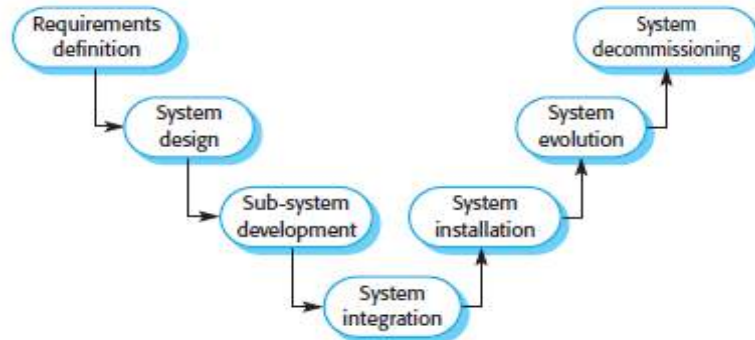 Requirements
definition
System
design
Sub-system
development
System
integration
System
installation
System
evolution
System
decommissioning